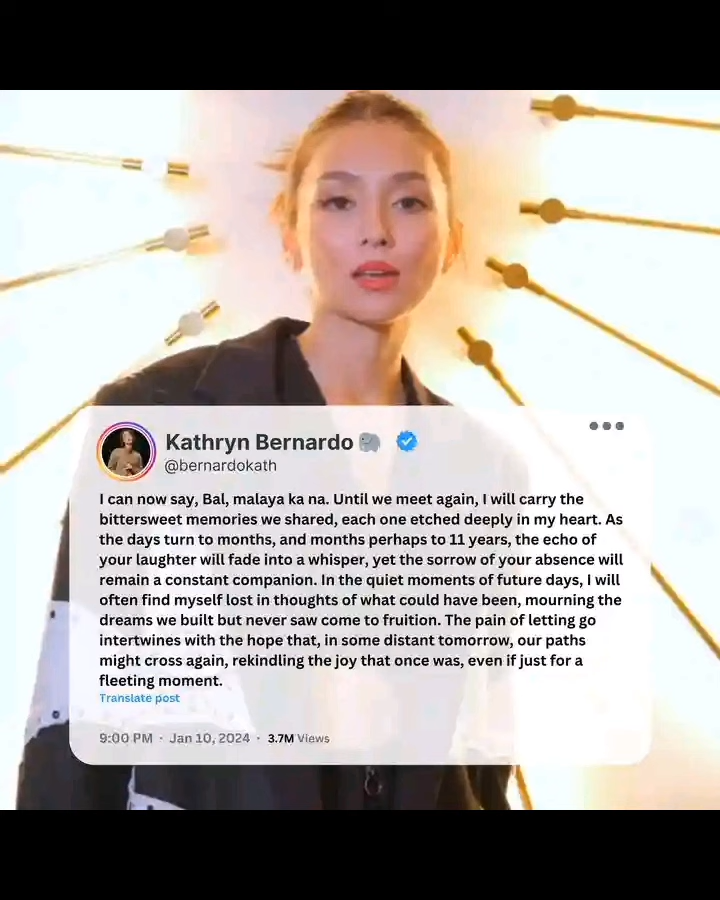 Kathryn Bernardo
@bernardokath
I can now say, Bal, malaya ka na. Until we meet again, I will carry the
bittersweet memories we shared, each one etched deeply in my heart. As
the days turn to months, and months perhaps to 11 years, the echo of
your laughter will fade into a whisper, yet the sorrow of your absence will
remain a constant companion. In the quiet moments of future days, I will
often find myself lost in thoughts of what could have been, mourning the
dreams we built but never saw come to fruition. The pain of letting go
intertwines with the hope that, in some distant tomorrow, our paths
might cross again, rekindling the joy that once was, even if just for a
fleeting moment.
Translate post
9:00 PM · Jan 10, 2024 · 3.7M Views